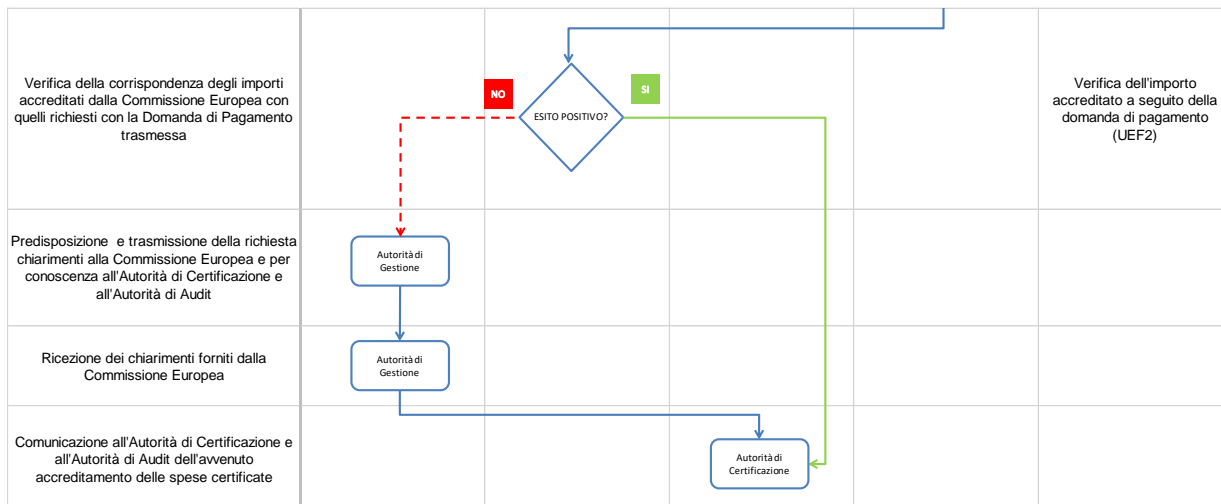 Verifica della corrispondenza degli importi
accreditati dalla Commissione Europea con
quelli richiesti con la Domanda di Pagamento
trasmessa
NO
SI
ESITO POSITIVO?
Verifica dell'importo
accreditato a seguito della
domanda di pagamento
(UEF2)
Predisposizione e trasmissione della richiesta
chiarimenti alla Commissione Europea e per
conoscenza all'Autorità di Certificazione e
all'Autorità di Audit
Autorità di
Gestione
Ricezione dei chiarimenti forniti dalla
Commissione Europea
Autorità di
Gestione
Comunicazione all'Autorità di Certificazione e
all'Autorità di Audit dell'avvenuto
accreditamento delle spese certificate
Autorità di
Certificazione